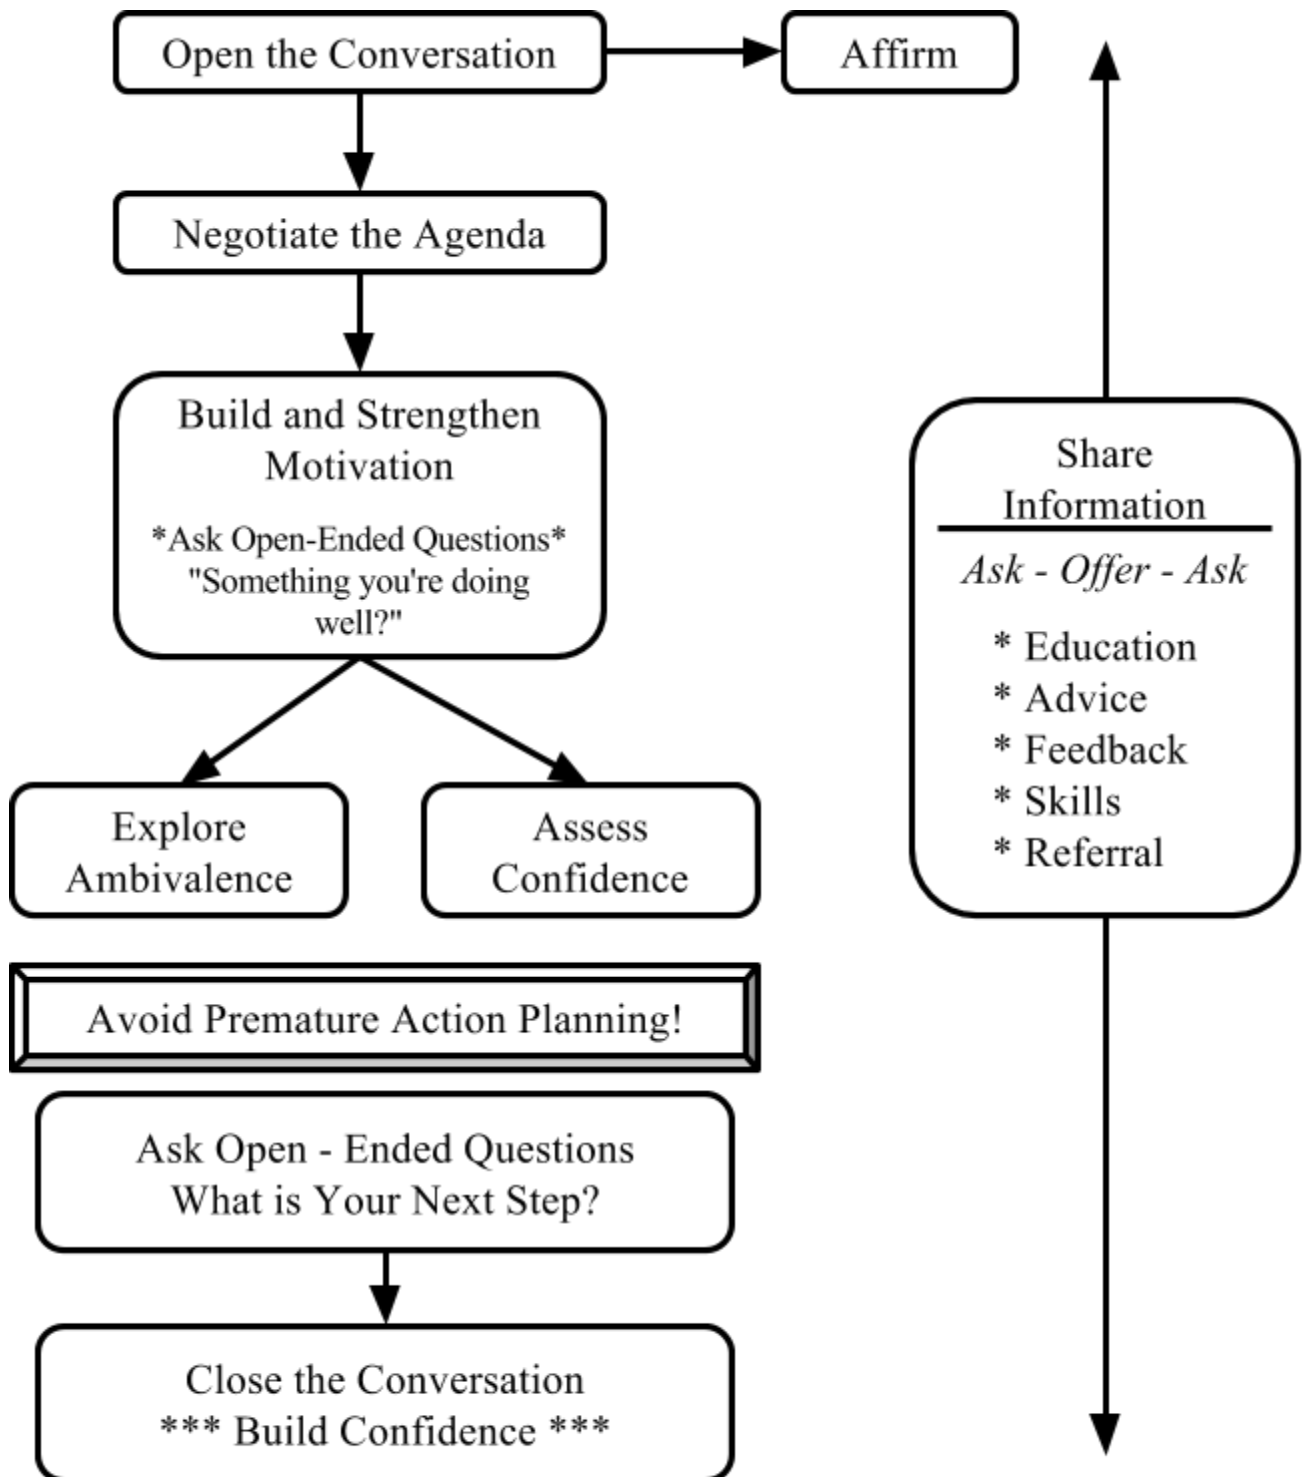 Open the Conversation
Affirm
Negotiate the Agenda
Build and Strengthen
Motivation
*Ask Open-Ended Questions*
"Something you're doing
well?"
Explore
Ambivalence
Assess
Confidence
Avoid Premature Action Planning!
Ask Open - Ended Questions
What is Your Next Step?
Close the Conversation
*** Build Confidence ***
Share
Information
Ask - Offer - Ask
* Education
* Advice
* Feedback
* Skills
* Referral